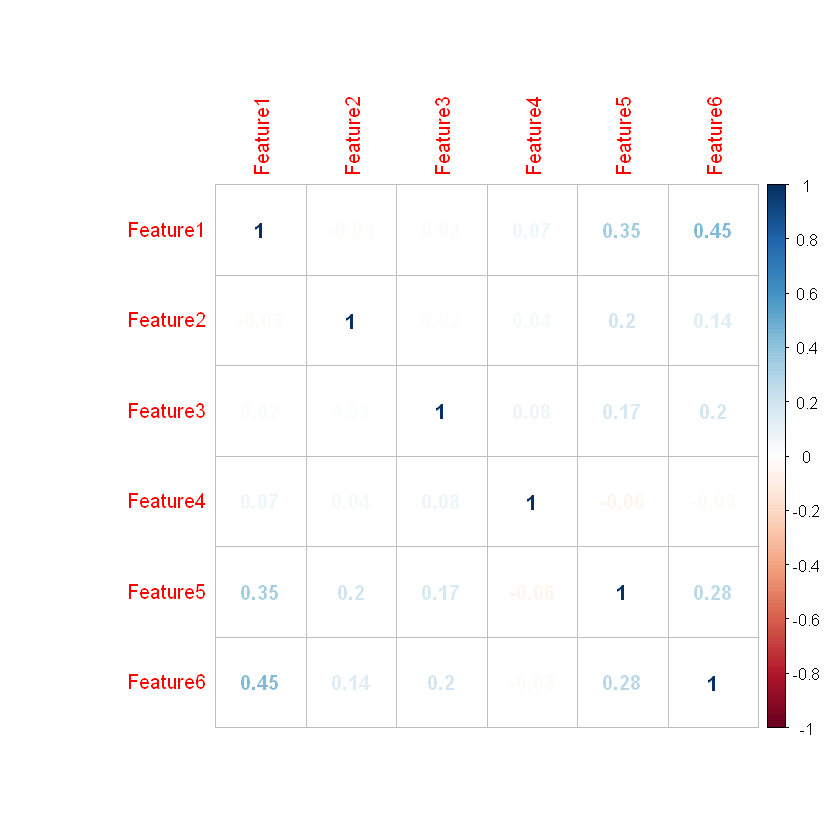 Feature1 Feature2 Feature3 Feature4 Feature5 Feature6
Feature1 1 -0.03 0.02 0.07 0.35 0.45
Feature2 -0.03 1 0.02 0.04 0.2 0.14
Feature3 0.02 0.02 1 0.08 0.17 0.2
Feature4 0.07 0.04 0.08 1 -0.06 -0.03
Feature5 0.35 0.2 0.17 -0.06 1 0.28
Feature6 0.45 0.14 0.2 -0.03 0.28 1
1
0.8
0.6
0.4
0.2
0
-0.2
-0.4
-0.6
-0.8
-1